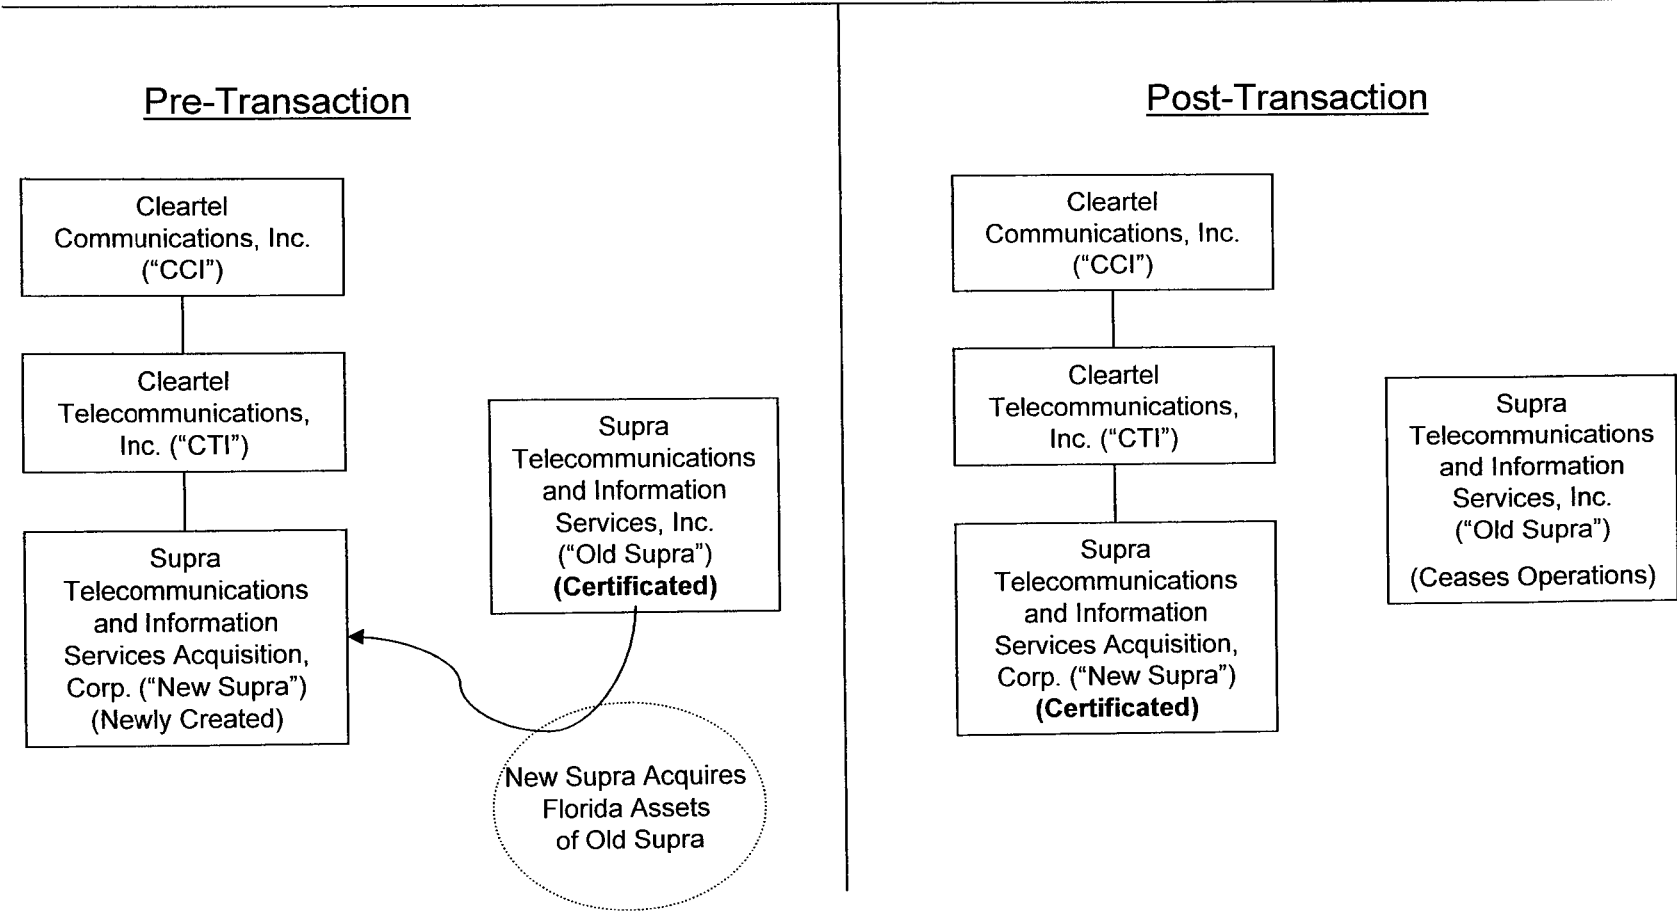 Pre-Transaction
Cleartel
Communications, Inc.
(“CCI”)
Cleartel
Telecommunications,
Inc. (“CTI”)
Supra
Telecommunications
and Information
Services Acquisition,
Corp. (“New Supra”)
(Newly Created)
Supra
Telecommunications
and Information
Services, Inc.
(“Old Supra”)
(Certificated)
New Supra Acquires
Florida Assets
of Old Supra
Post-Transaction
Cleartel
Communications, Inc.
(“CCI”)
Cleartel
Telecommunications,
Inc. (“CTI”)
Supra
Telecommunications
and Information
Services Acquisition,
Corp. (“New Supra”)
(Certificated)
Supra
Telecommunications
and Information
Services, Inc.
(“Old Supra”)
(Ceases Operations)